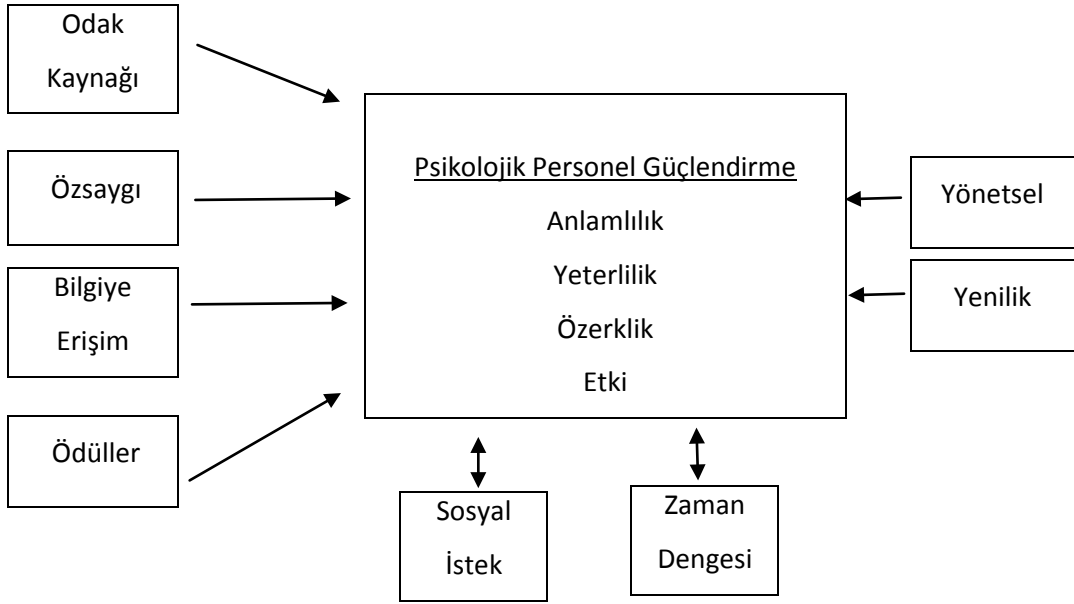 Odak
Kaynağı
Özsaygı
Bilgiye
Erişim
Ödüller
Psikolojik Personel Güçlendirme
Anlamlılık
Yeterlilik
Özerklik
Etki
Yönetsel
Yenilik
Sosyal
İstek
Zaman
Dengesi